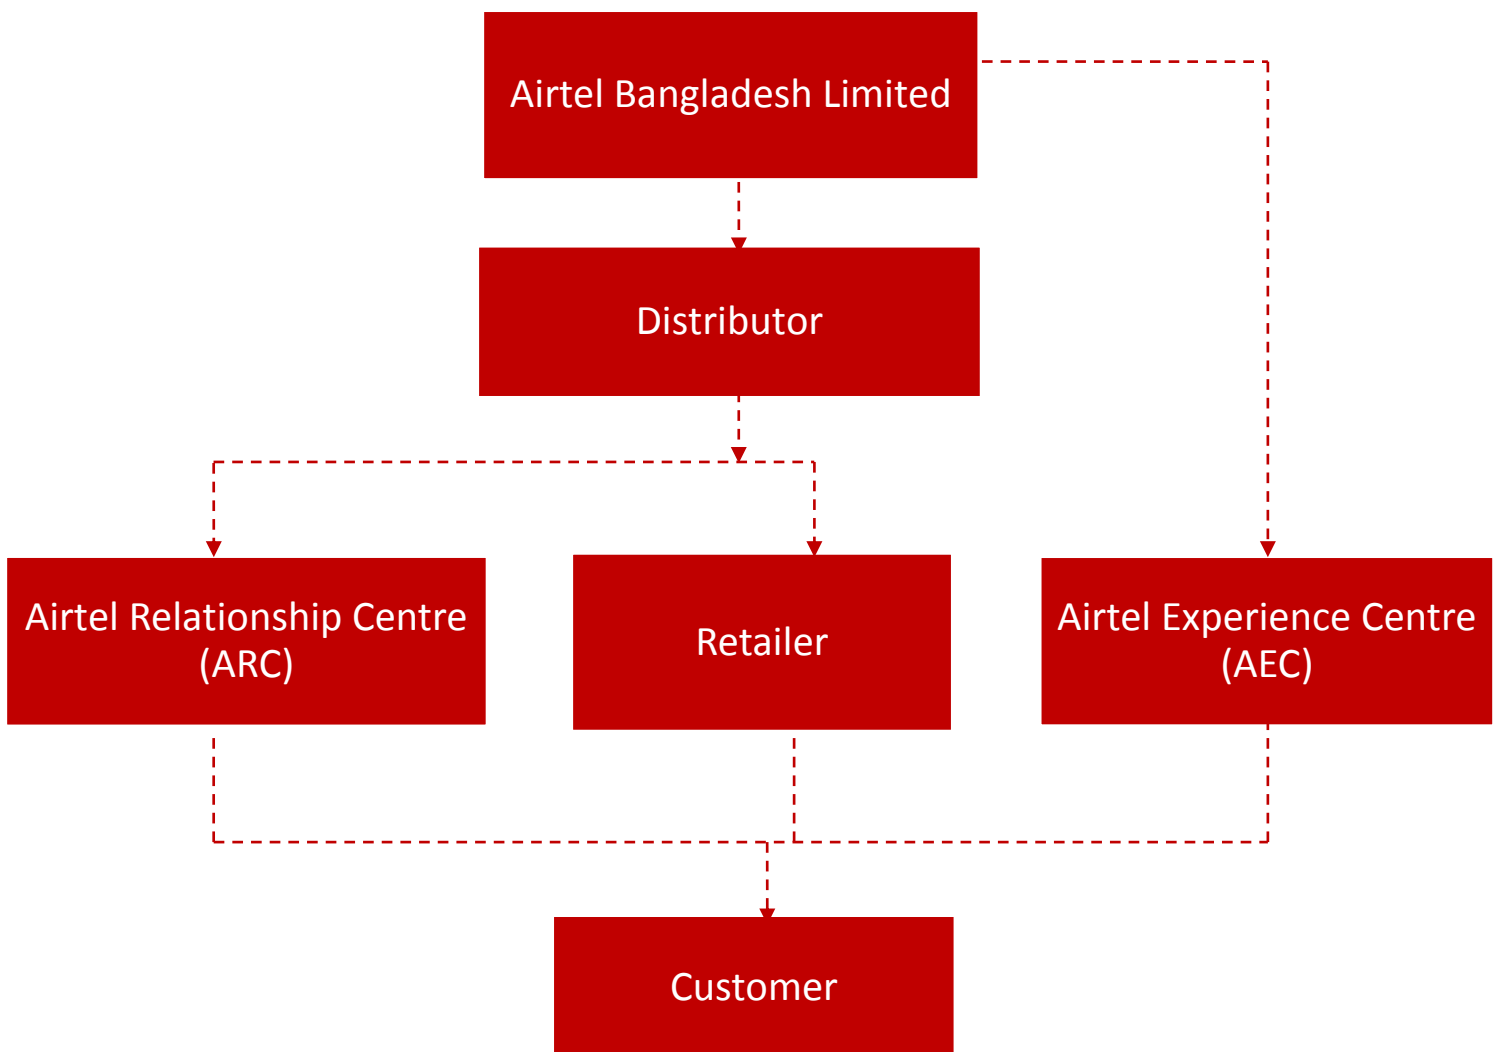 Airtel Bangladesh Limited
Distributor
Airtel Relationship Centre
(ARC)
Retailer
Airtel Experience Centre
(AEC)
Customer